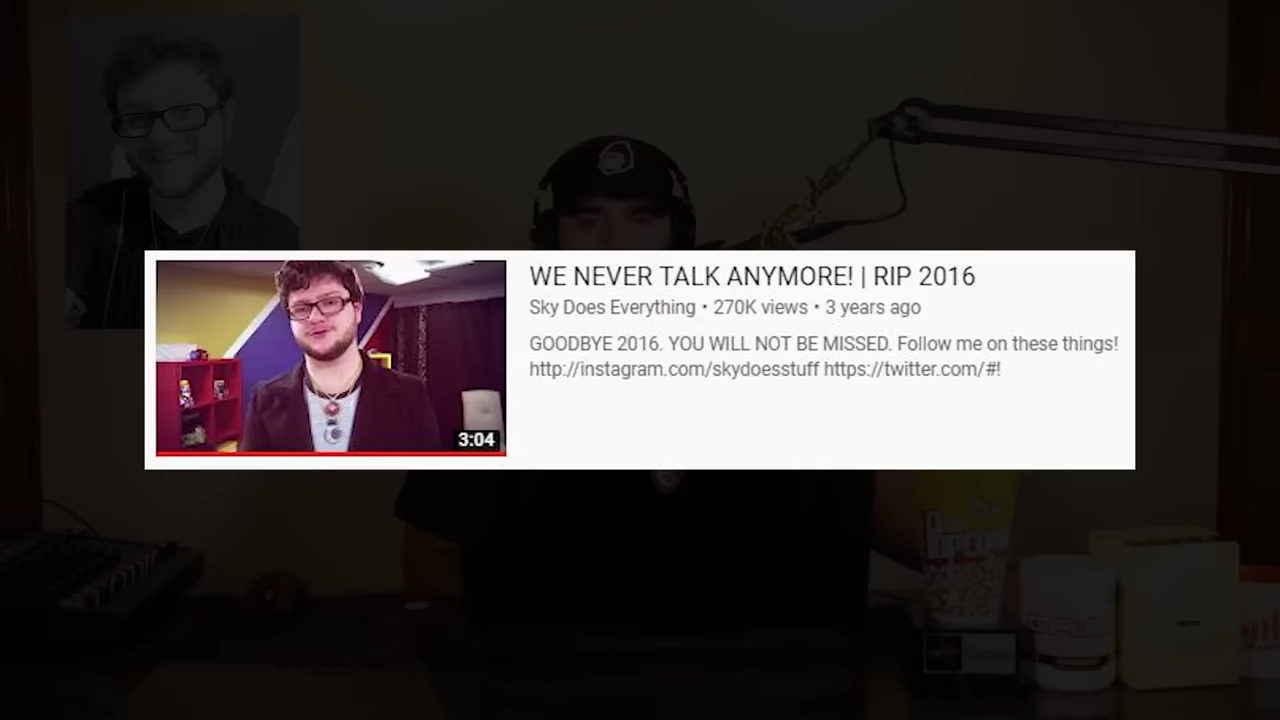 WE NEVER TALK ANYMORE! | RIP 2016
Sky Does Everything • 270K views • 3 years ago
GOODBYE 2016. YOU WILL NOT BE MISSED. Follow me on these things!
http://instagram.com/skydoesstuff https://twitter.com/#!
3:04